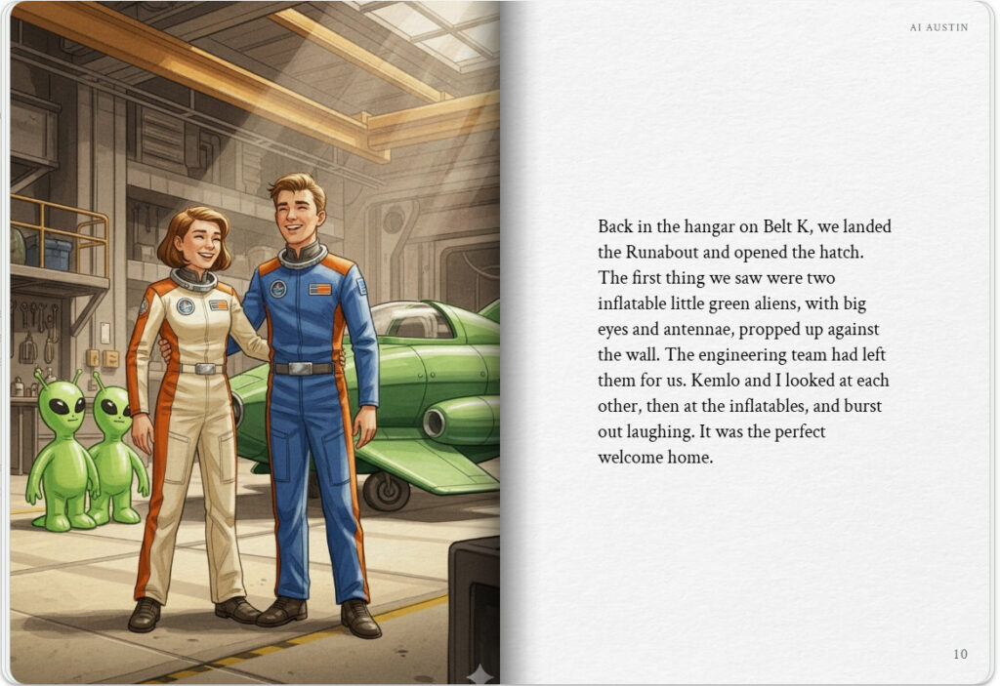 AI AUSTIN
Back in the hangar on Belt K, we landed
the Runabout and opened the hatch.
The first thing we saw were two
inflatable little green aliens, with big
eyes and antennae, propped up against
the wall. The engineering team had left
them for us. Kemlo and I looked at each
other, then at the inflatables, and burst
out laughing. It was the perfect
welcome home.
10